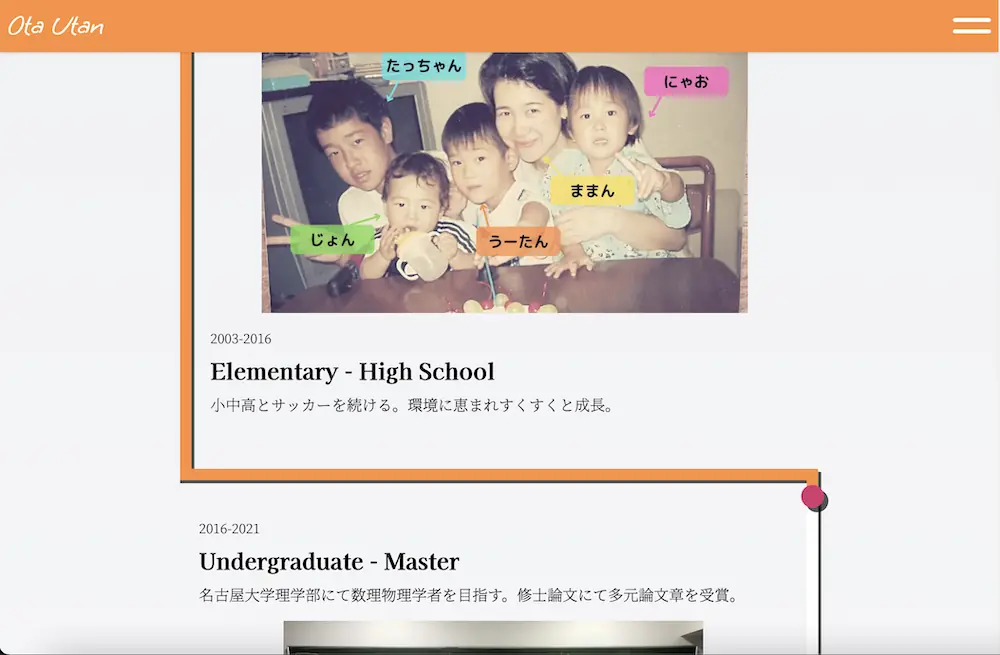 Ota Utan
たっちゃん
にゃお
ままん
じょん
うーたん
2003-2016
Elementary - High School
小中高とサッカーを続ける。環境に恵まれすくすくと成長。
2016-2021
Undergraduate - Master
名古屋大学理学部にて数理物理学者を目指す。修士論文にて多元論文章を受賞。